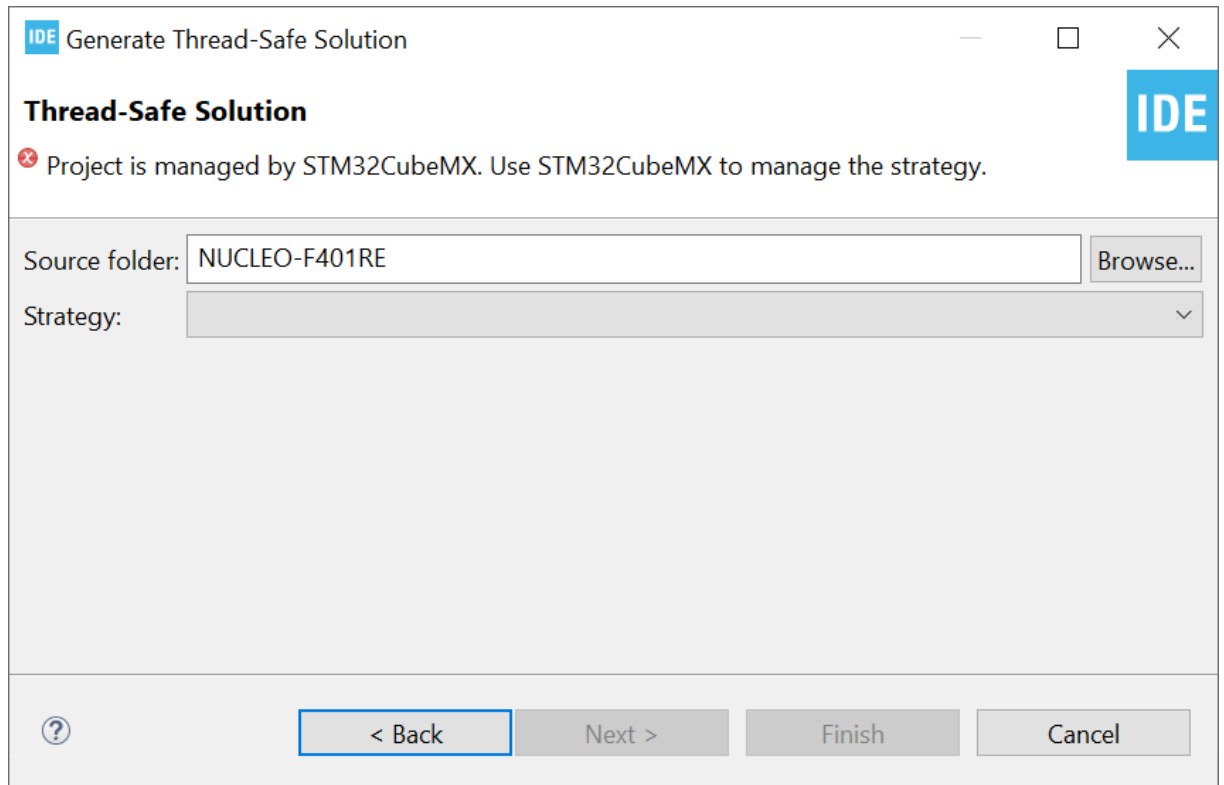 IDE Generate Thread-Safe Solution
Thread-Safe Solution
IDE
Project is managed by STM32CubeMX. Use STM32CubeMX to manage the strategy.
Source folder: NUCLEO-F401RE Browse...
Strategy:
? < Back Next > Finish Cancel